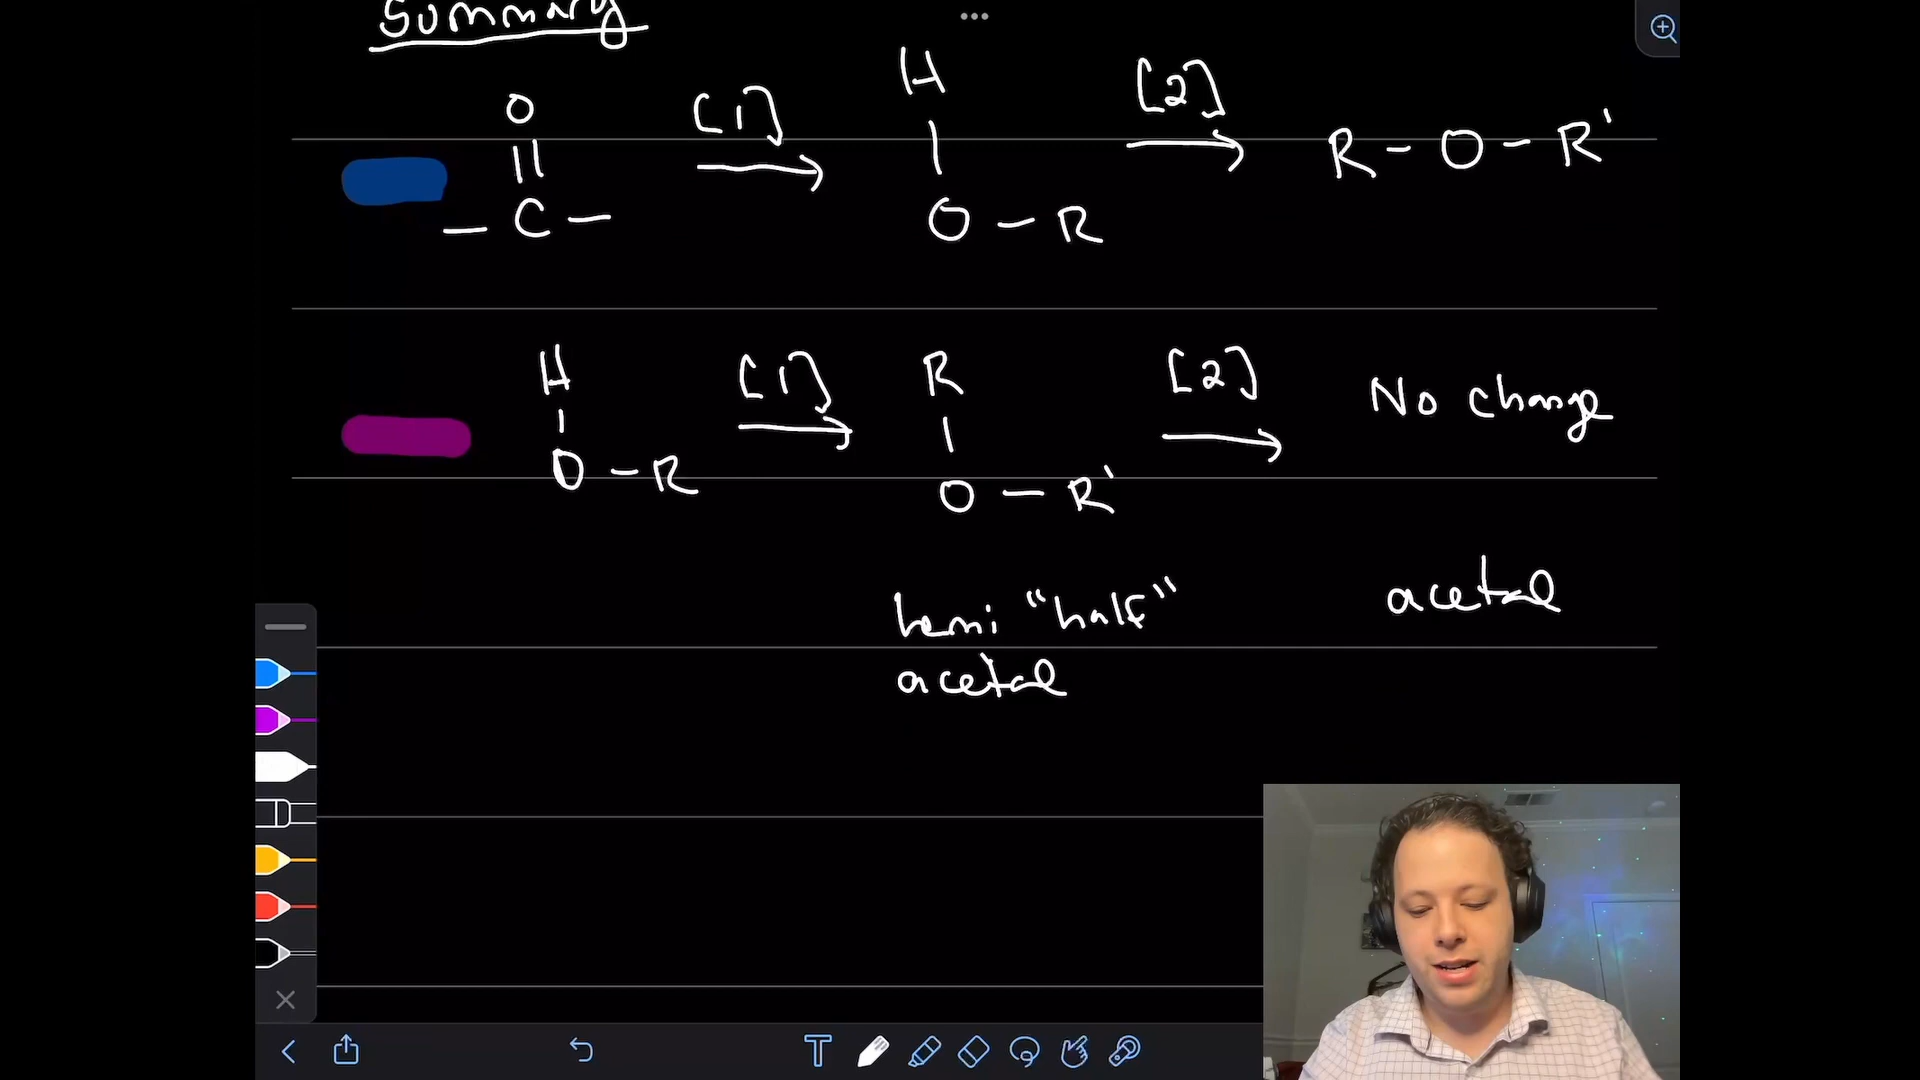 Summary
O
||
- C -
[1]
H
|
O - R
[2]
R - O - R'
H
|
O - R
[1]
R
|
O - R'
[2]
No change
hemi "half"
acetal
acetal
T